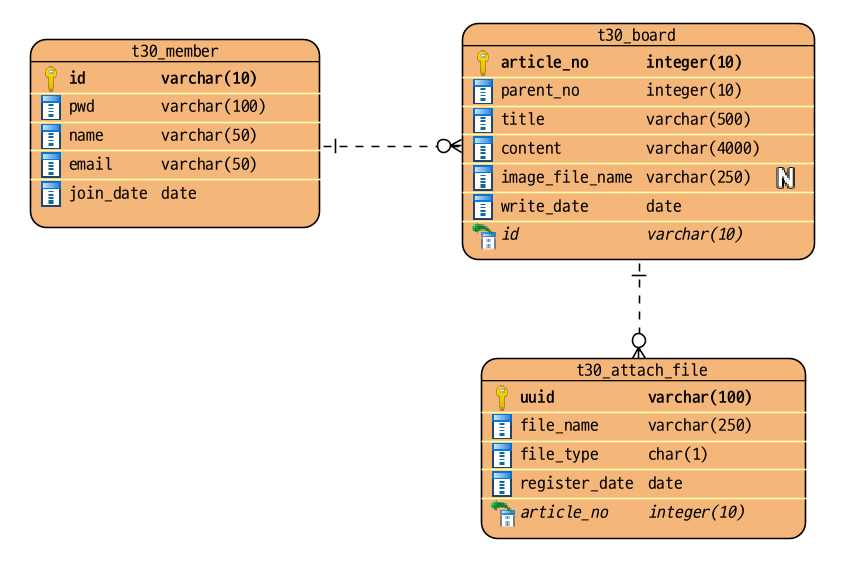 t30_member
id varchar(10)
pwd varchar(100)
name varchar(50)
email varchar(50)
join_date date
t30_board
article_no integer(10)
parent_no integer(10)
title varchar(500)
content varchar(4000)
image_file_name varchar(250) N
write_date date
id varchar(10)
t30_attach_file
uuid varchar(100)
file_name varchar(250)
file_type char(1)
register_date date
article_no integer(10)